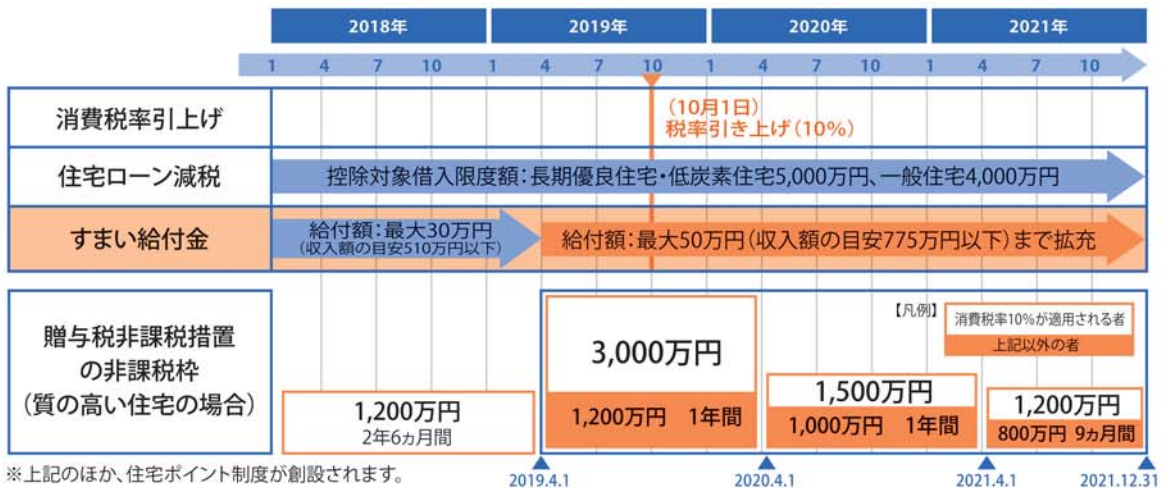 2018年 2019年 2020年 2021年
1 4 7 10 1 4 7 10 1 4 7 10 1 4 7 10
消費税率引上げ
(10月1日)
税率引き上げ(10%)
住宅ローン減税
控除対象借入限度額:長期優良住宅・低炭素住宅5,000万円、一般住宅4,000万円
すまい給付金
給付額:最大30万円
(収入額の目安510万円以下)
給付額:最大50万円(収入額の目安775万円以下)まで拡充
贈与税非課税措置
の非課税枠
(質の高い住宅の場合)
1,200万円
2年6ヵ月間
3,000万円
1,200万円 1年間
1,500万円
1,000万円 1年間
【凡例】
消費税率10%が適用される者
上記以外の者
1,200万円
800万円 9ヵ月間
※上記のほか、住宅ポイント制度が創設されます。
2019.4.1 2020.4.1 2021.4.1 2021.12.31